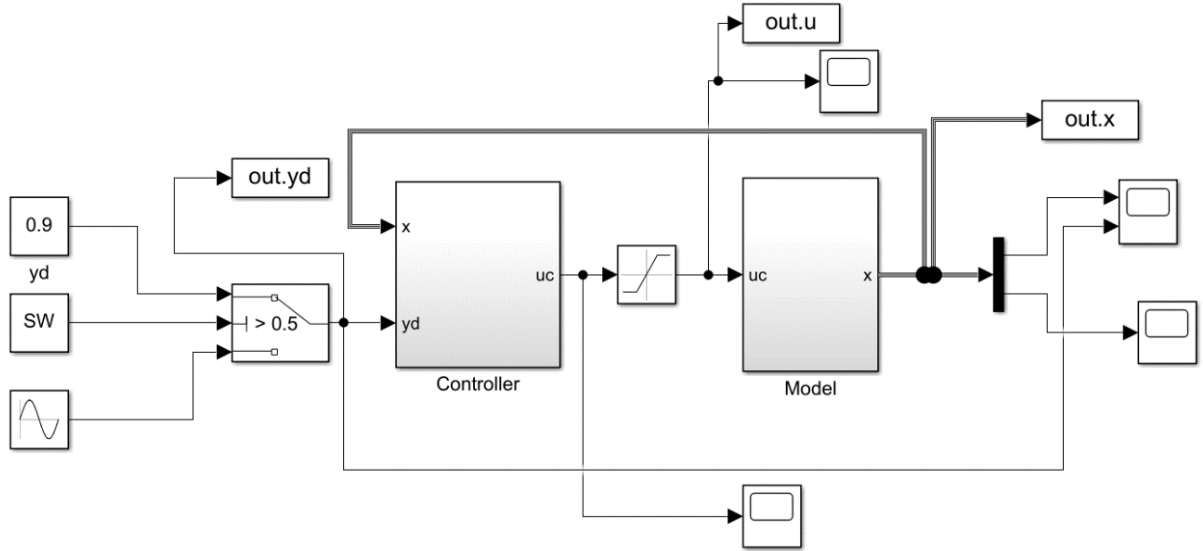 out.u
out.x
out.yd
0.9
yd
SW
> 0.5
x
yd
uc
Controller
uc
x
Model